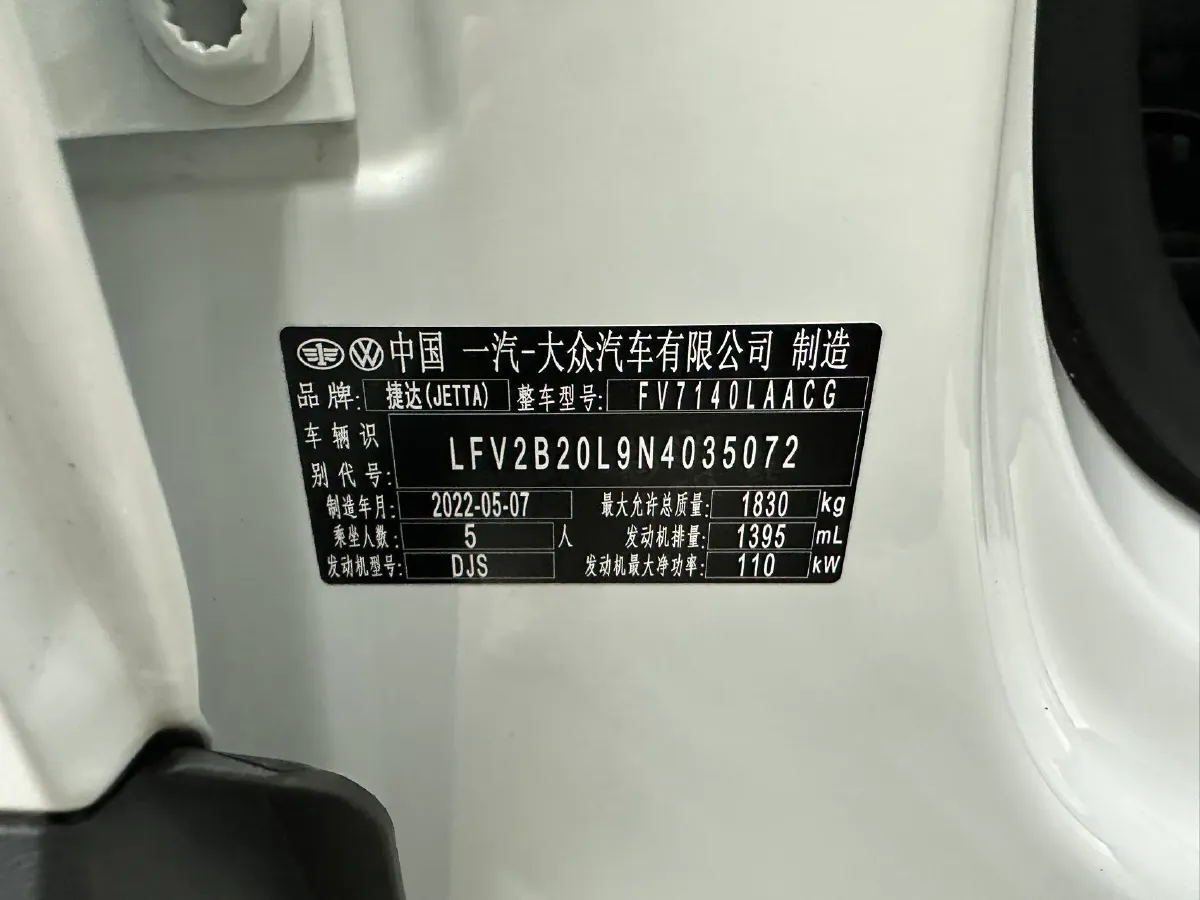 中国 一汽-大众汽车有限公司 制造
品牌: 捷达(JETTA) 整车型号: FV7140LAACG
车辆识别代号: LFV2B20L9N4035072
制造年月: 2022-05-07 最大允许总质量: 1830 kg
乘坐人数: 5 人 发动机排量: 1395 mL
发动机型号: DJS 发动机最大净功率: 110 kW